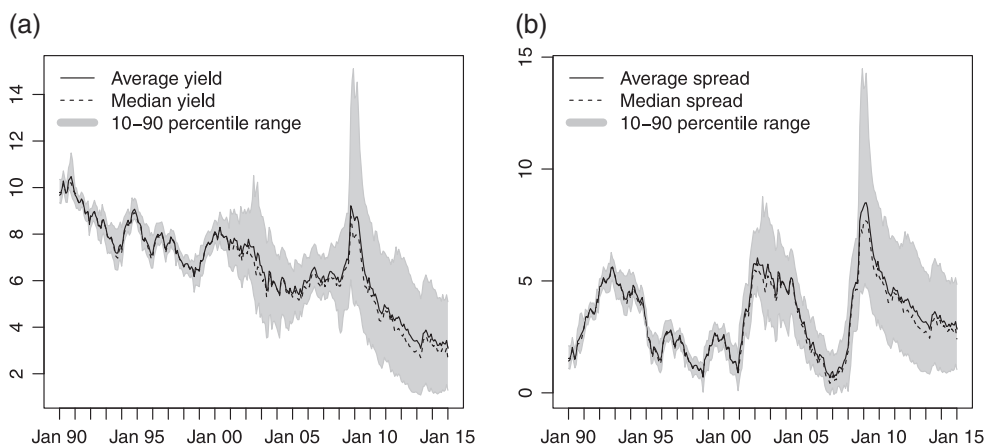 (a)
Average yield
Median yield
10–90 percentile range
14
12
10
8
6
4
2
Jan 90 Jan 95 Jan 00 Jan 05 Jan 10 Jan 15
(b)
Average spread
Median spread
10–90 percentile range
15
10
5
0
Jan 90 Jan 95 Jan 00 Jan 05 Jan 10 Jan 15